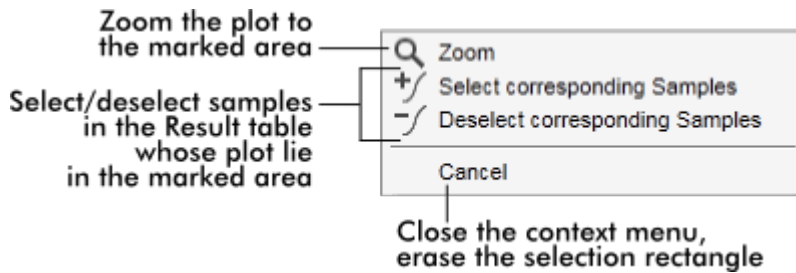 Zoom the plot to
the marked area
Select/deselect samples
in the Result table
whose plot lie
in the marked area
Zoom
Select corresponding Samples
Deselect corresponding Samples
Cancel
Close the context menu,
erase the selection rectangle